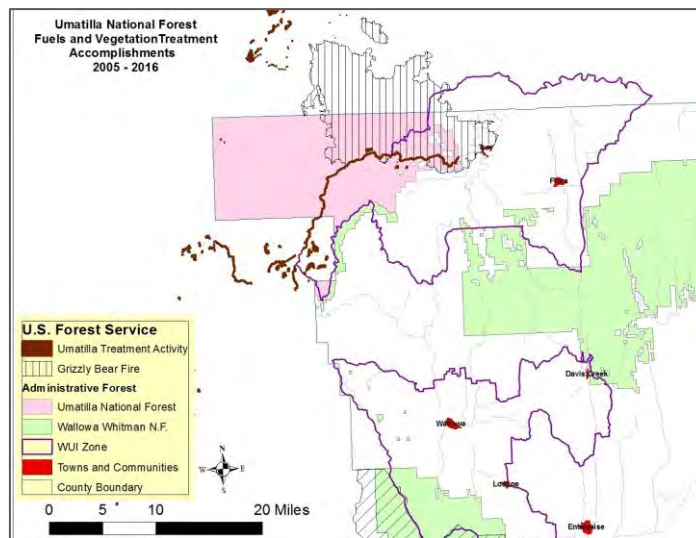 Umatilla National Forest
Fuels and VegetationTreatment
Accomplishments
2005 - 2016
Troy
Flora
U.S. Forest Service
Umatilla Treatment Activity
Grizzly Bear Fire
Administrative Forest
Umatilla National Forest
Wallowa Whitman N.F.
WUI Zone
Towns and Communities
County Boundary
Davis Creek
Wallowa
Lostine
Enterprise
N
W
E
S
0 5 10 20 Miles